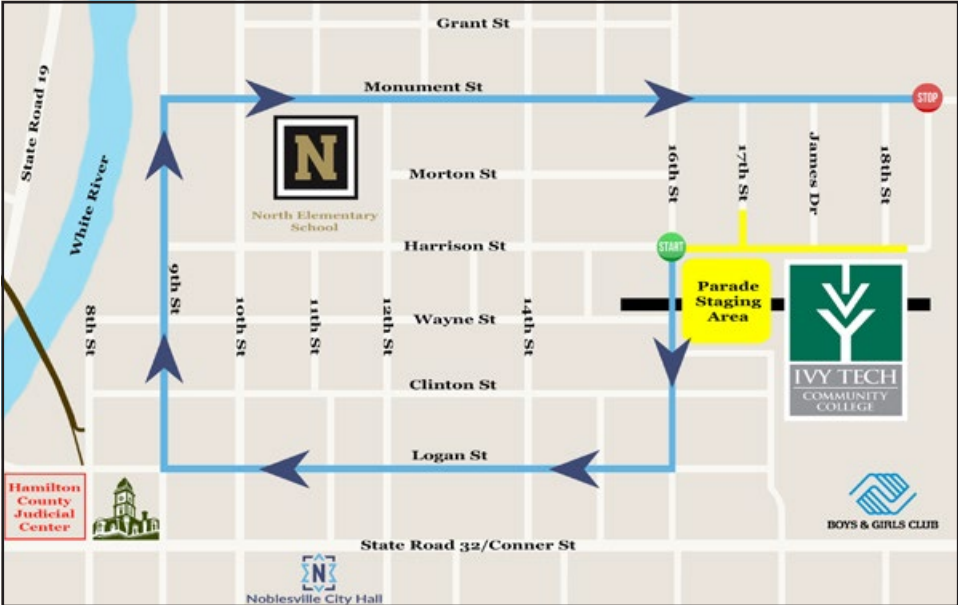 Grant St
State Road 19
Monument St
STOP
White River
N
North Elementary
School
Morton St
16th St
17th St
James Dr
18th St
Harrison St
START
9th St
Parade
Staging
Area
8th St
10th St
11th St
12th St
14th St
Wayne St
IVY TECH
COMMUNITY
COLLEGE
Clinton St
Logan St
Hamilton
County
Judicial
Center
BOYS & GIRLS CLUB
State Road 32/Conner St
N
Noblesville City Hall